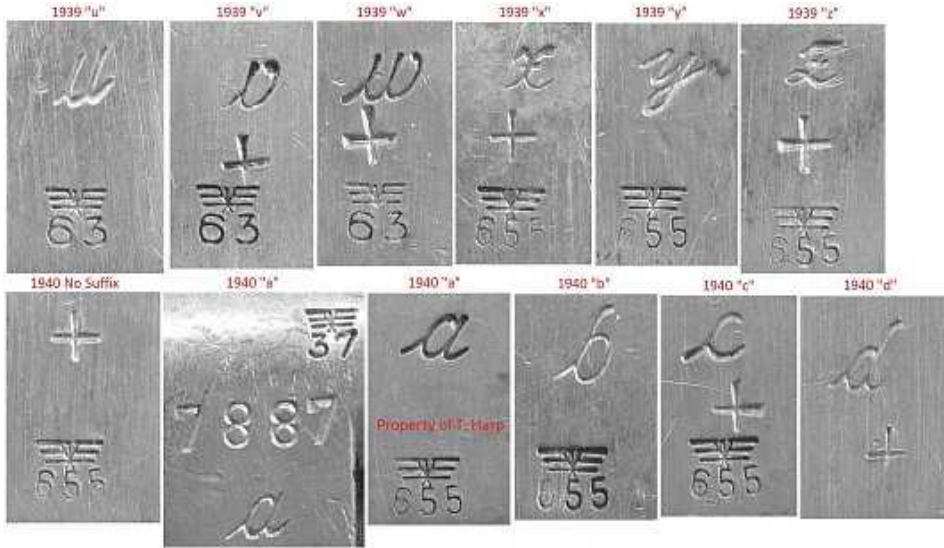 1939 "u" 1939 "v" 1939 "w" 1939 "x" 1939 "y" 1939 "z"
u v w x y z
+ + + +
63 63 63 655 655 655
1940 No Suffix 1940 "a" 1940 "a" 1940 "b" 1940 "c" 1940 "d"
+ 37 a b c d
7887 + +
Property of T. Harp
655 a 655 655 655